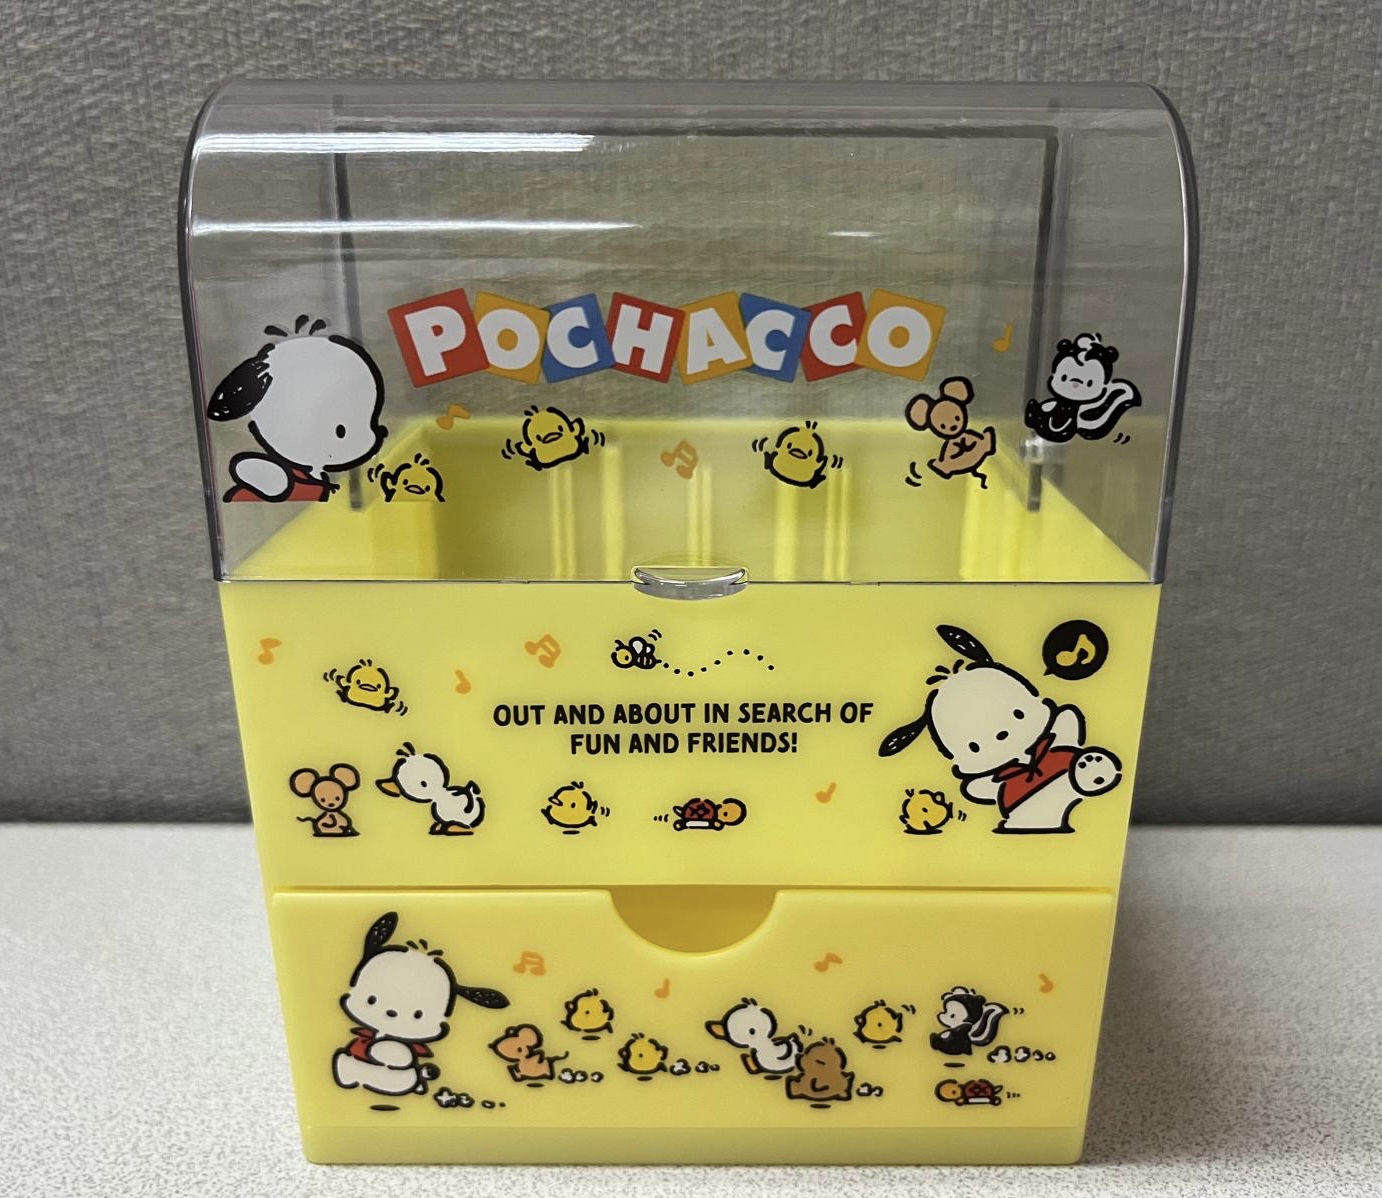 POCHACCO
OUT AND ABOUT IN SEARCH OF
FUN AND FRIENDS!